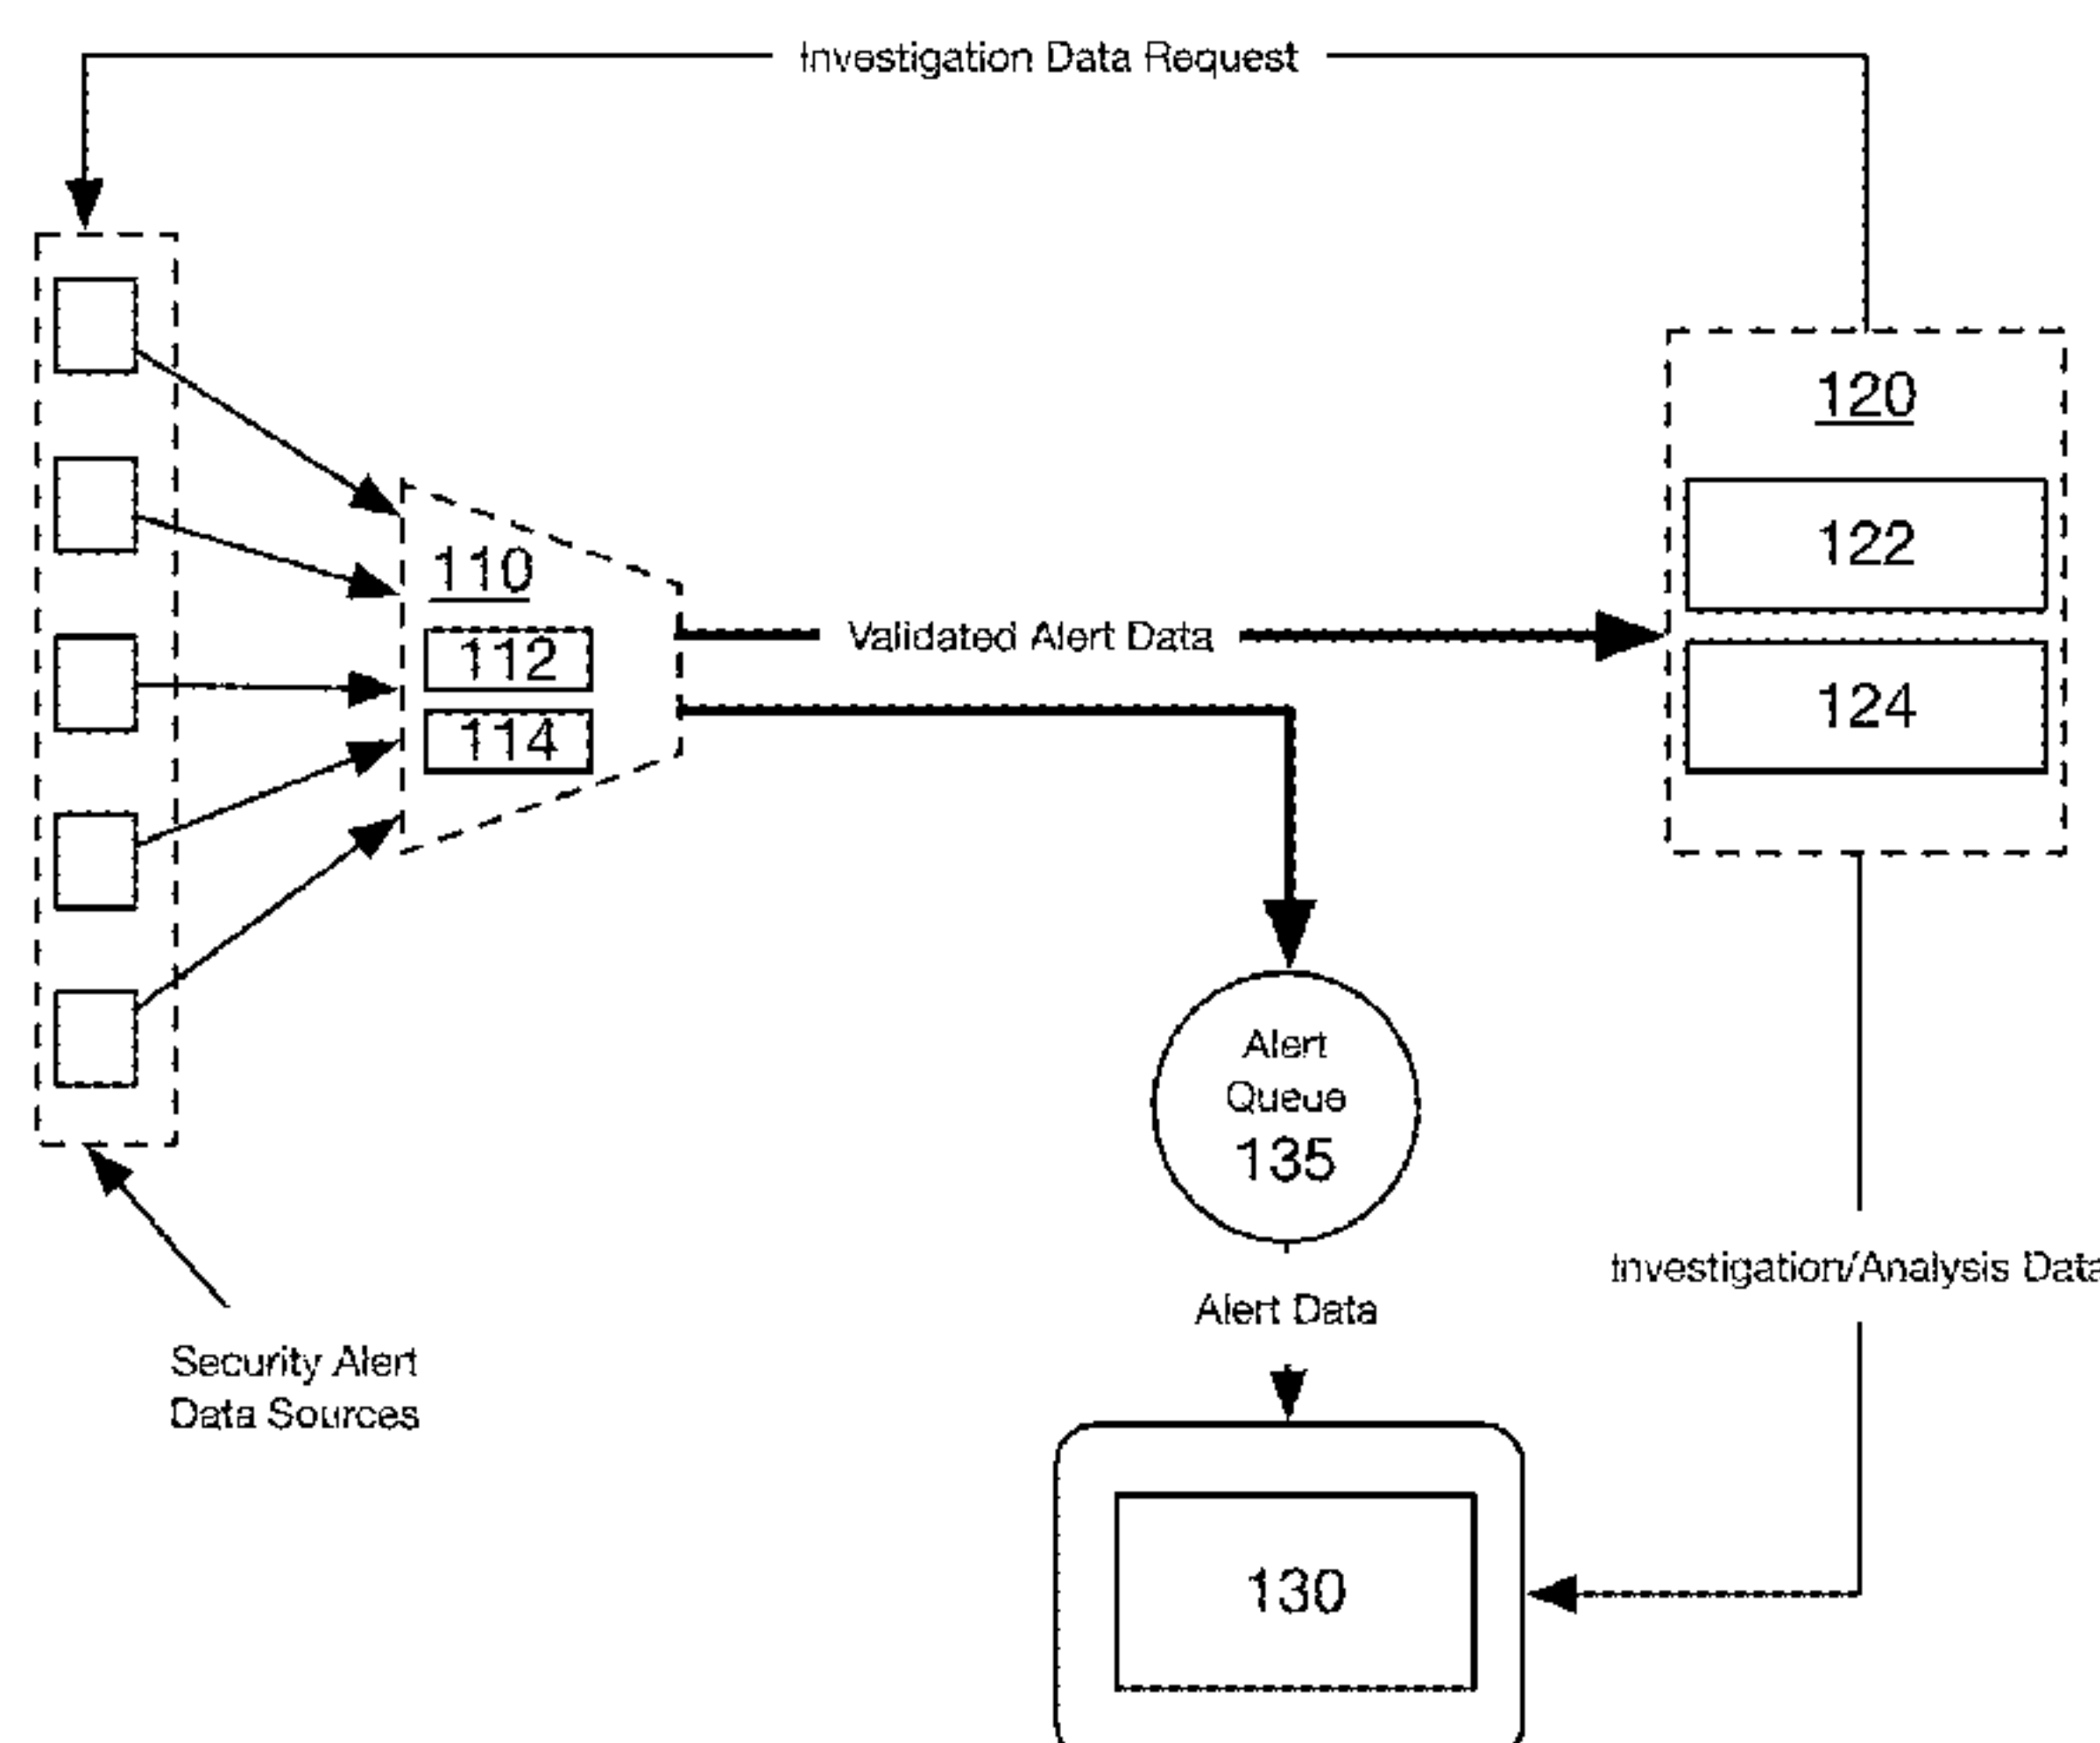 Investigation Data Request
120
122
110
Validated Alert Data
112
124
114
Alert
Queue
135
Investigation/Analysis Data
Alert Data
Security Alert
Data Sources
130